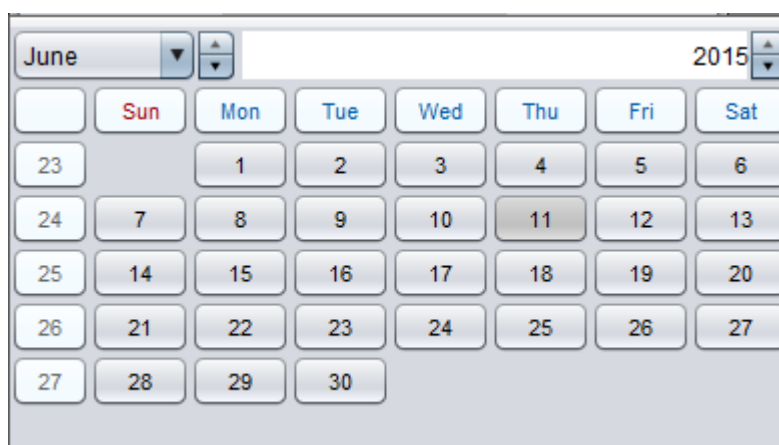 June 2015
Sun Mon Tue Wed Thu Fri Sat
23 1 2 3 4 5 6
24 7 8 9 10 11 12 13
25 14 15 16 17 18 19 20
26 21 22 23 24 25 26 27
27 28 29 30